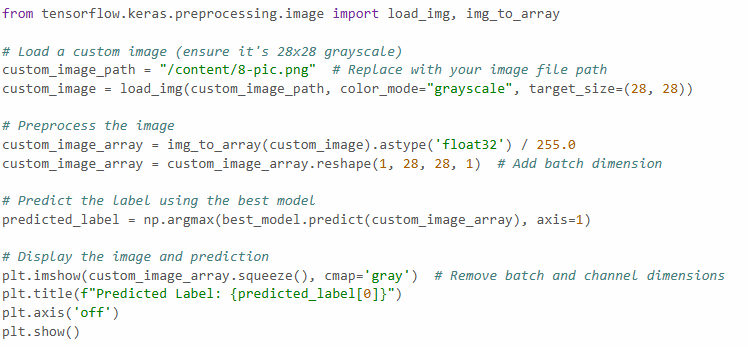 from tensorflow.keras.preprocessing.image import load_img, img_to_array
# Load a custom image (ensure it's 28x28 grayscale)
custom_image_path = "/content/8-pic.png"  # Replace with your image file path
custom_image = load_img(custom_image_path, color_mode="grayscale", target_size=(28, 28))
# Preprocess the image
custom_image_array = img_to_array(custom_image).astype('float32') / 255.0
custom_image_array = custom_image_array.reshape(1, 28, 28, 1)  # Add batch dimension
# Predict the label using the best model
predicted_label = np.argmax(best_model.predict(custom_image_array), axis=1)
# Display the image and prediction
plt.imshow(custom_image_array.squeeze(), cmap='gray')  # Remove batch and channel dimensions
plt.title(f"Predicted Label: {predicted_label[0]}")
plt.axis('off')
plt.show()